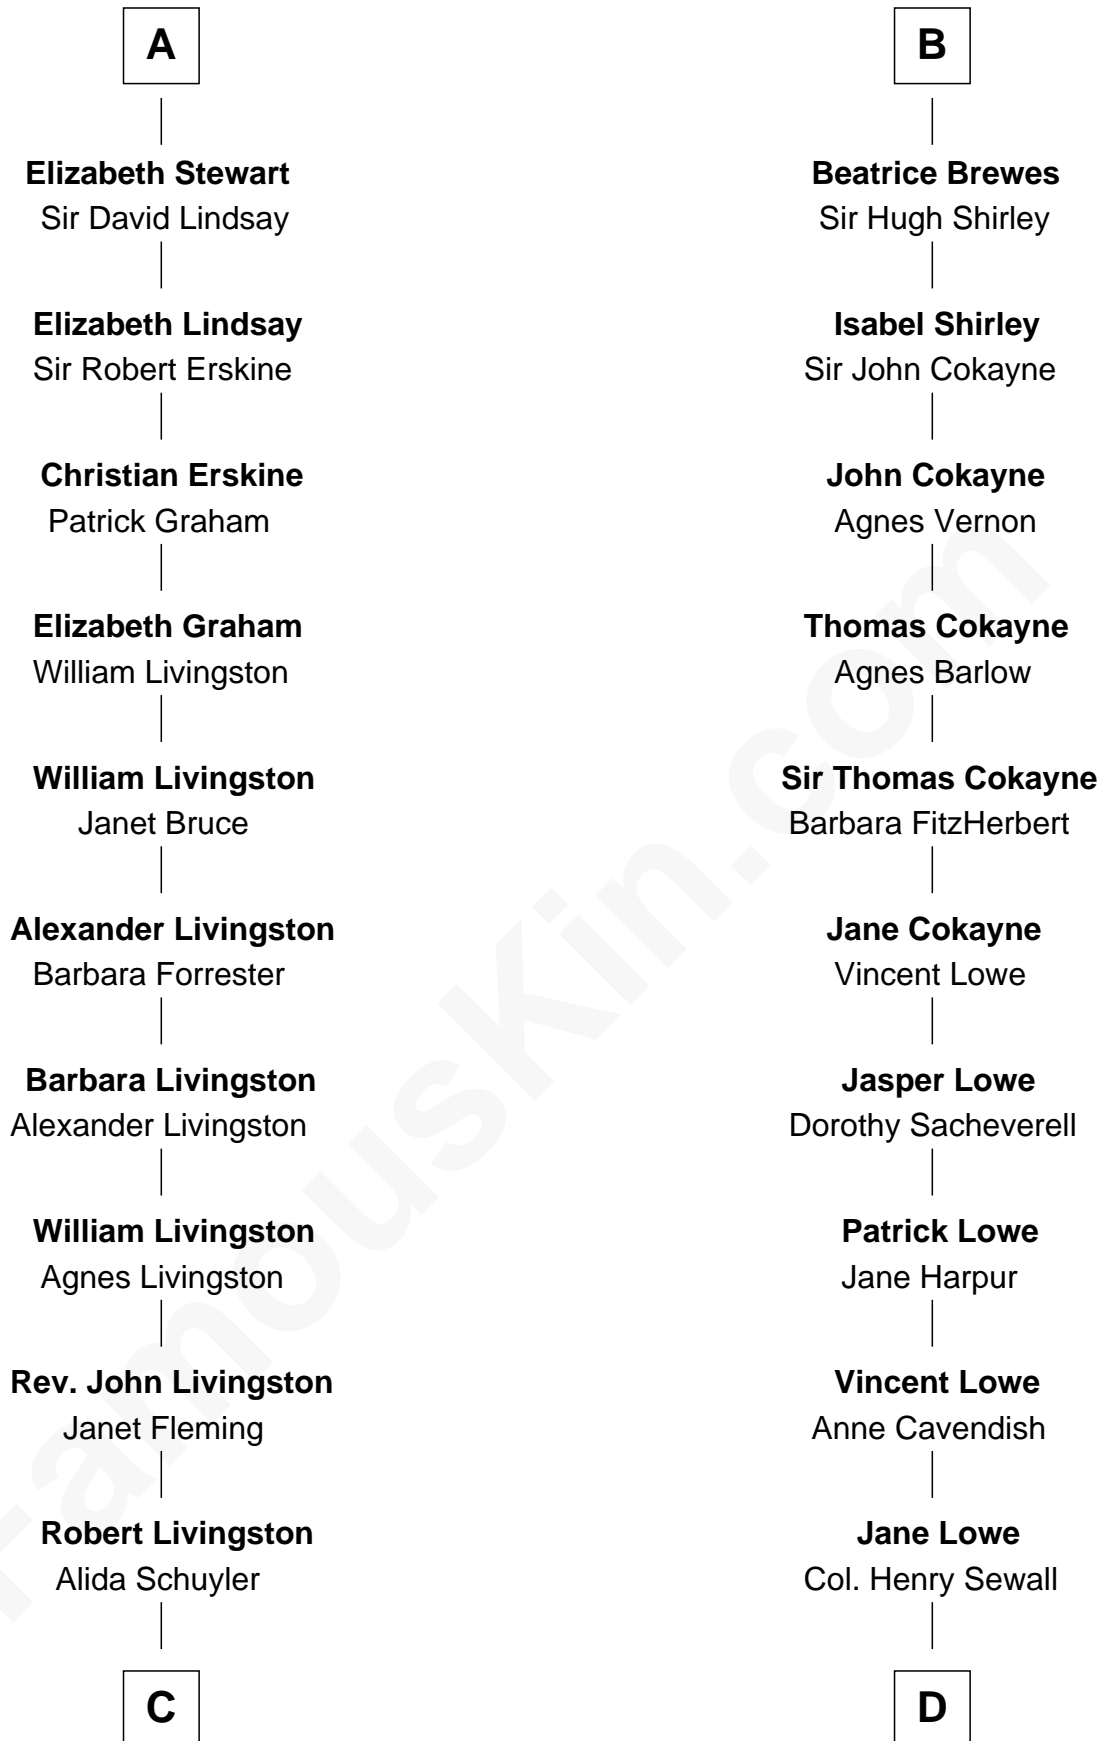 A
Elizabeth Stewart
Sir David Lindsay
Elizabeth Lindsay
Sir Robert Erskine
Christian Erskine
Patrick Graham
Elizabeth Graham
William Livingston
William Livingston
Janet Bruce
Alexander Livingston
Barbara Forrester
Barbara Livingston
Alexander Livingston
William Livingston
Agnes Livingston
Rev. John Livingston
Janet Fleming
Robert Livingston
Alida Schuyler
C
B
Beatrice Brewes
Sir Hugh Shirley
Isabel Shirley
Sir John Cokayne
John Cokayne
Agnes Vernon
Thomas Cokayne
Agnes Barlow
Sir Thomas Cokayne
Barbara FitzHerbert
Jane Cokayne
Vincent Lowe
Jasper Lowe
Dorothy Sacheverell
Patrick Lowe
Jane Harpur
Vincent Lowe
Anne Cavendish
Jane Lowe
Col. Henry Sewall
D
FamousKin.com